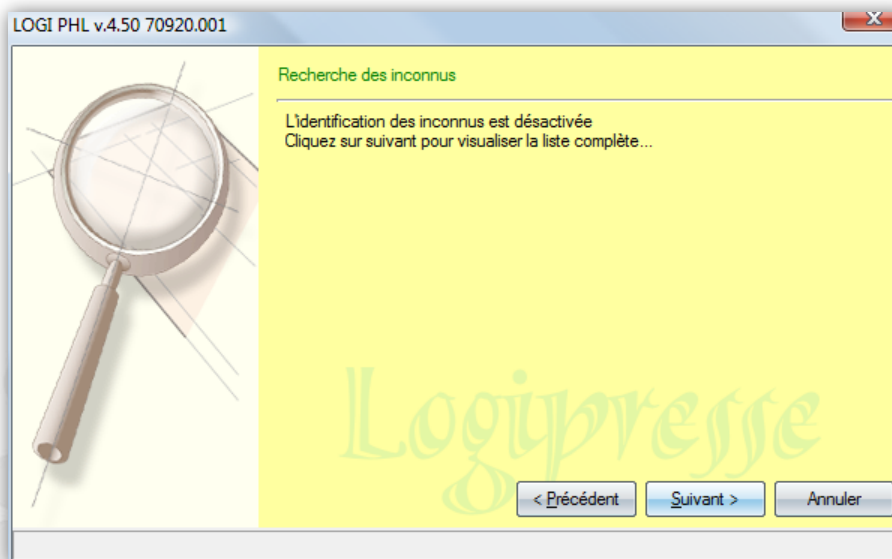 LOGI PHL v.4.50 70920.001
Recherche des inconnus
L'identification des inconnus est désactivée
Cliquez sur suivant pour visualiser la liste complète...
Logipresse
< Précédent
Suivant >
Annuler